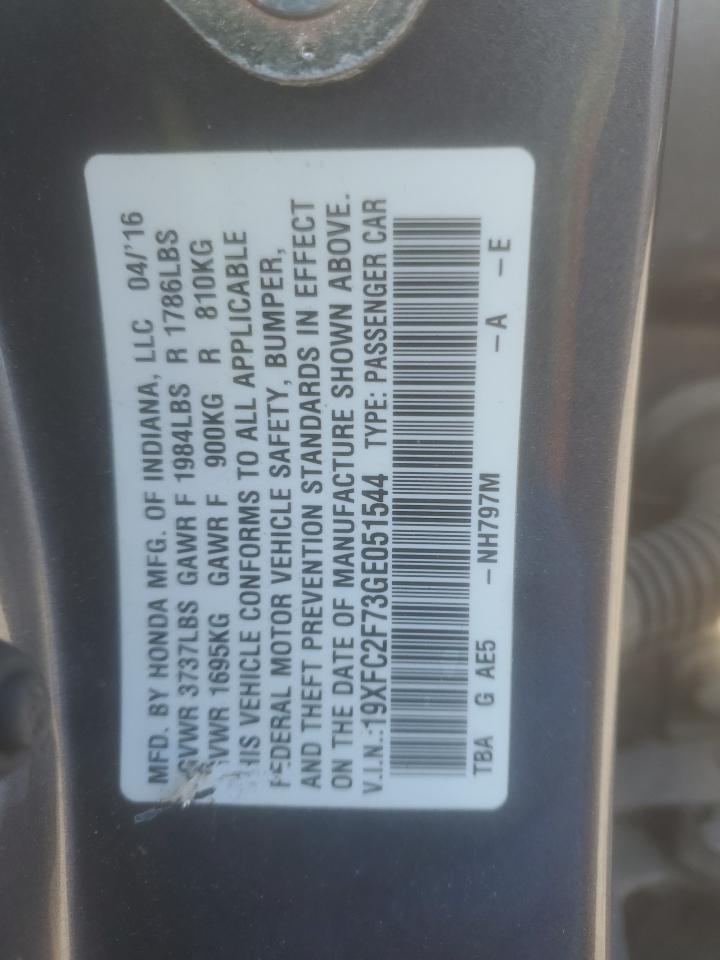 MFD. BY HONDA MFG. OF INDIANA, LLC 04/'16
GVWR 3737LBS GAWR F 1984LBS R 1786LBS
GVWR 1695KG GAWR F 900KG R 810KG
THIS VEHICLE CONFORMS TO ALL APPLICABLE
FEDERAL MOTOR VEHICLE SAFETY, BUMPER,
AND THEFT PREVENTION STANDARDS IN EFFECT
ON THE DATE OF MANUFACTURE SHOWN ABOVE.
V.I.N.:19XFC2F73GE051544 TYPE: PASSENGER CAR
TBA G AE5 –NH797M –A –E